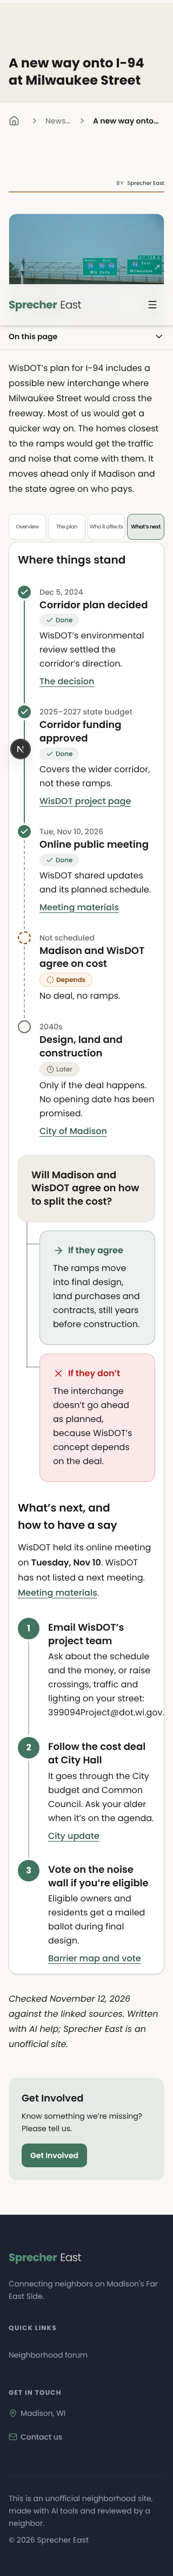 A new way onto I-94
at Milwaukee Street
News...
A new way onto...
BY Sprecher East
Sprecher East
On this page
WisDOT’s plan for I-94 includes a
possible new interchange where
Milwaukee Street would cross the
freeway. Most of us would get a
quicker way on. The homes closest
to the ramps would get the traffic
and noise that come with them. It
moves ahead only if Madison and
the state agree on who pays.
Overview
The plan
Who it affects
What’s next
Where things stand
Dec 5, 2024
Corridor plan decided
Done
WisDOT’s environmental
review settled the
corridor’s direction.
The decision
2025–2027 state budget
Corridor funding
approved
Done
Covers the wider corridor,
not these ramps.
WisDOT project page
N
Tue, Nov 10, 2026
Online public meeting
Done
WisDOT shared updates
and its planned schedule.
Meeting materials
Not scheduled
Madison and WisDOT
agree on cost
Depends
No deal, no ramps.
2040s
Design, land and
construction
Later
Only if the deal happens.
No opening date has been
promised.
City of Madison
Will Madison and
WisDOT agree on how
to split the cost?
If they agree
The ramps move
into final design,
land purchases and
contracts, still years
before construction.
If they don’t
The interchange
doesn’t go ahead
as planned,
because WisDOT’s
concept depends
on the deal.
What’s next, and
how to have a say
WisDOT held its online meeting
on Tuesday, Nov 10. WisDOT
has not listed a next meeting.
Meeting materials.
1
Email WisDOT’s
project team
Ask about the schedule
and the money, or raise
crossings, traffic and
lighting on your street:
399094Project@dot.wi.gov.
2
Follow the cost deal
at City Hall
It goes through the City
budget and Common
Council. Ask your alder
when it’s on the agenda.
City update
3
Vote on the noise
wall if you’re eligible
Eligible owners and
residents get a mailed
ballot during final
design.
Barrier map and vote
Checked November 12, 2026
against the linked sources. Written
with AI help; Sprecher East is an
unofficial site.
Get Involved
Know something we’re missing?
Please tell us.
Get Involved
Sprecher East
Connecting neighbors on Madison's Far
East Side.
QUICK LINKS
Neighborhood forum
GET IN TOUCH
Madison, WI
Contact us
This is an unofficial neighborhood site,
made with AI tools and reviewed by a
neighbor.
© 2026 Sprecher East